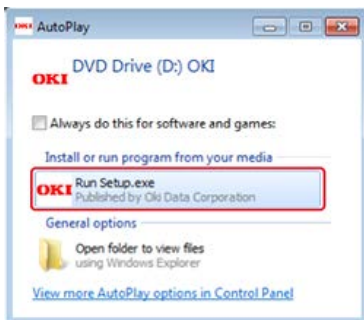 AutoPlay
DVD Drive (D:) OKI
OKI
Always do this for software and games:
Install or run program from your media
OKI Run Setup.exe
Published by Oki Data Corporation
General options
Open folder to view files
using Windows Explorer
View more AutoPlay options in Control Panel